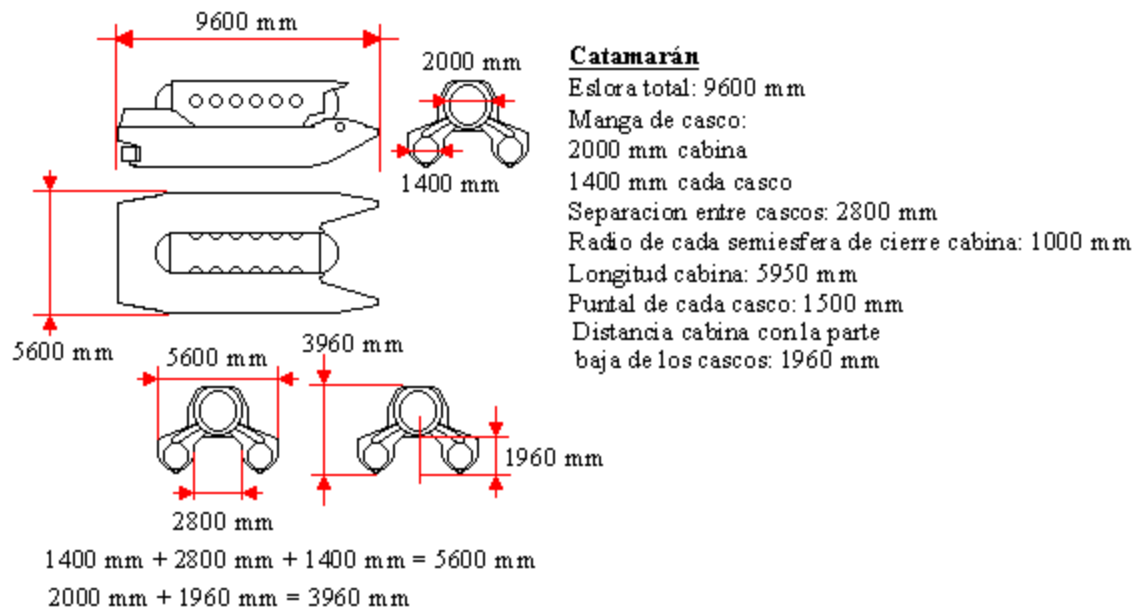 9600 mm
2000 mm
1400 mm
Catamarán
Eslora total: 9600 mm
Manga de casco:
2000 mm cabina
1400 mm cada casco
Separacion entre cascos: 2800 mm
Radio de cada semiesfera de cierre cabina: 1000 mm
Longitud cabina: 5950 mm
Puntal de cada casco: 1500 mm
Distancia cabina con la parte
baja de los cascos: 1960 mm
5600 mm
5600 mm
3960 mm
1960 mm
2800 mm
1400 mm + 2800 mm + 1400 mm = 5600 mm
2000 mm + 1960 mm = 3960 mm